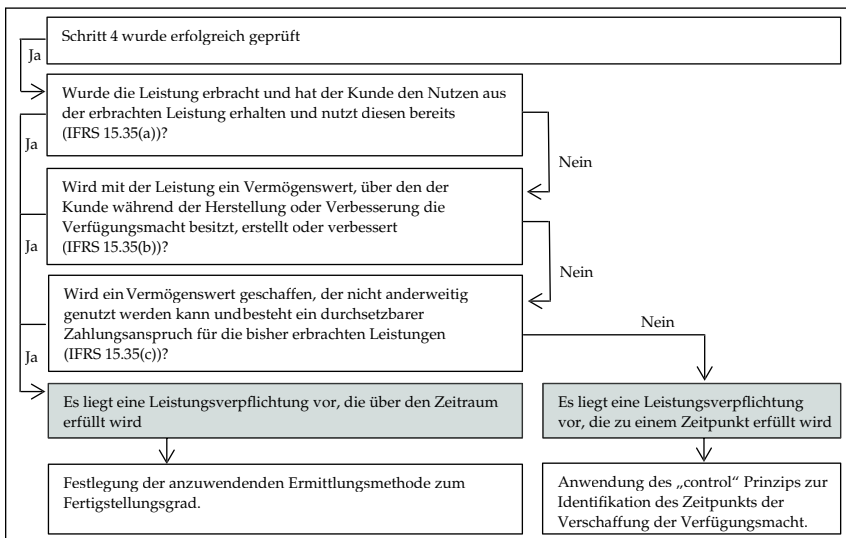 Schritt 4 wurde erfolgreich geprüft
Ja
Wurde die Leistung erbracht und hat der Kunde den Nutzen aus
der erbrachten Leistung erhalten und nutzt diesen bereits
(IFRS 15.35(a))?
Ja
Nein
Wird mit der Leistung ein Vermögenswert, über den der
Kunde während der Herstellung oder Verbesserung die
Verfügungsmacht besitzt, erstellt oder verbessert
(IFRS 15.35(b))?
Ja
Nein
Wird ein Vermögenswert geschaffen, der nicht anderweitig
genutzt werden kann undbesteht ein durchsetzbarer
Zahlungsanspruch für die bisher erbrachten Leistungen
(IFRS 15.35(c))?
Nein
Ja
Es liegt eine Leistungsverpflichtung vor, die über den Zeitraum
erfüllt wird
Es liegt eine Leistungsverpflichtung
vor, die zu einem Zeitpunkt erfüllt wird
Festlegung der anzuwendenden Ermittlungsmethode zum
Fertigstellungsgrad.
Anwendung des „control“ Prinzips zur
Identifikation des Zeitpunkts der
Verschaffung der Verfügungsmacht.